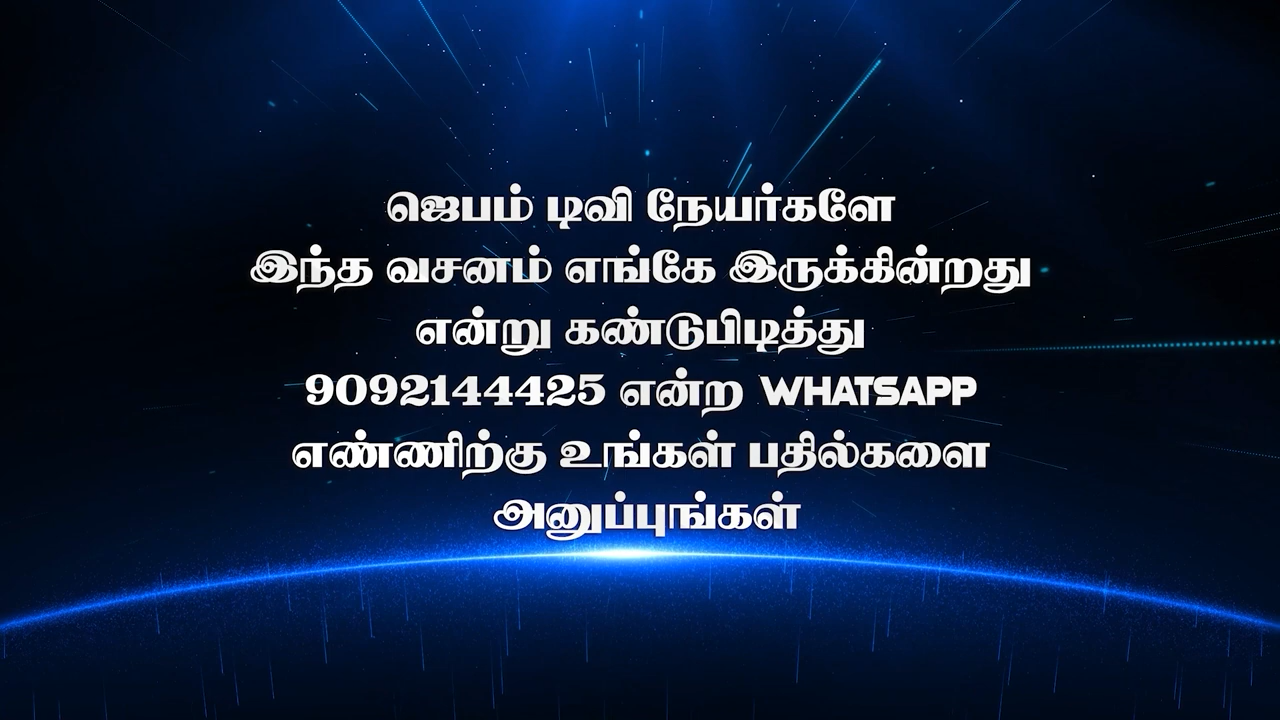 ஜெபம் டிவி நேயர்களே
இந்த வசனம் எங்கே இருக்கின்றது
என்று கண்டுபிடித்து
9092144425 என்ற WHATSAPP
எண்ணிற்கு உங்கள் பதில்களை
அனுப்புங்கள்